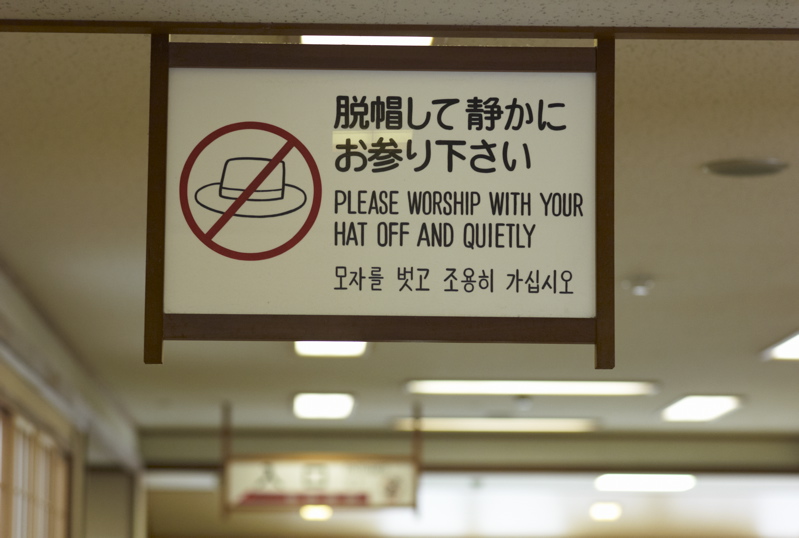 脱帽して静かに
お参り下さい
PLEASE WORSHIP WITH YOUR
HAT OFF AND QUIETLY
모자를 벗고 조용히 가십시오